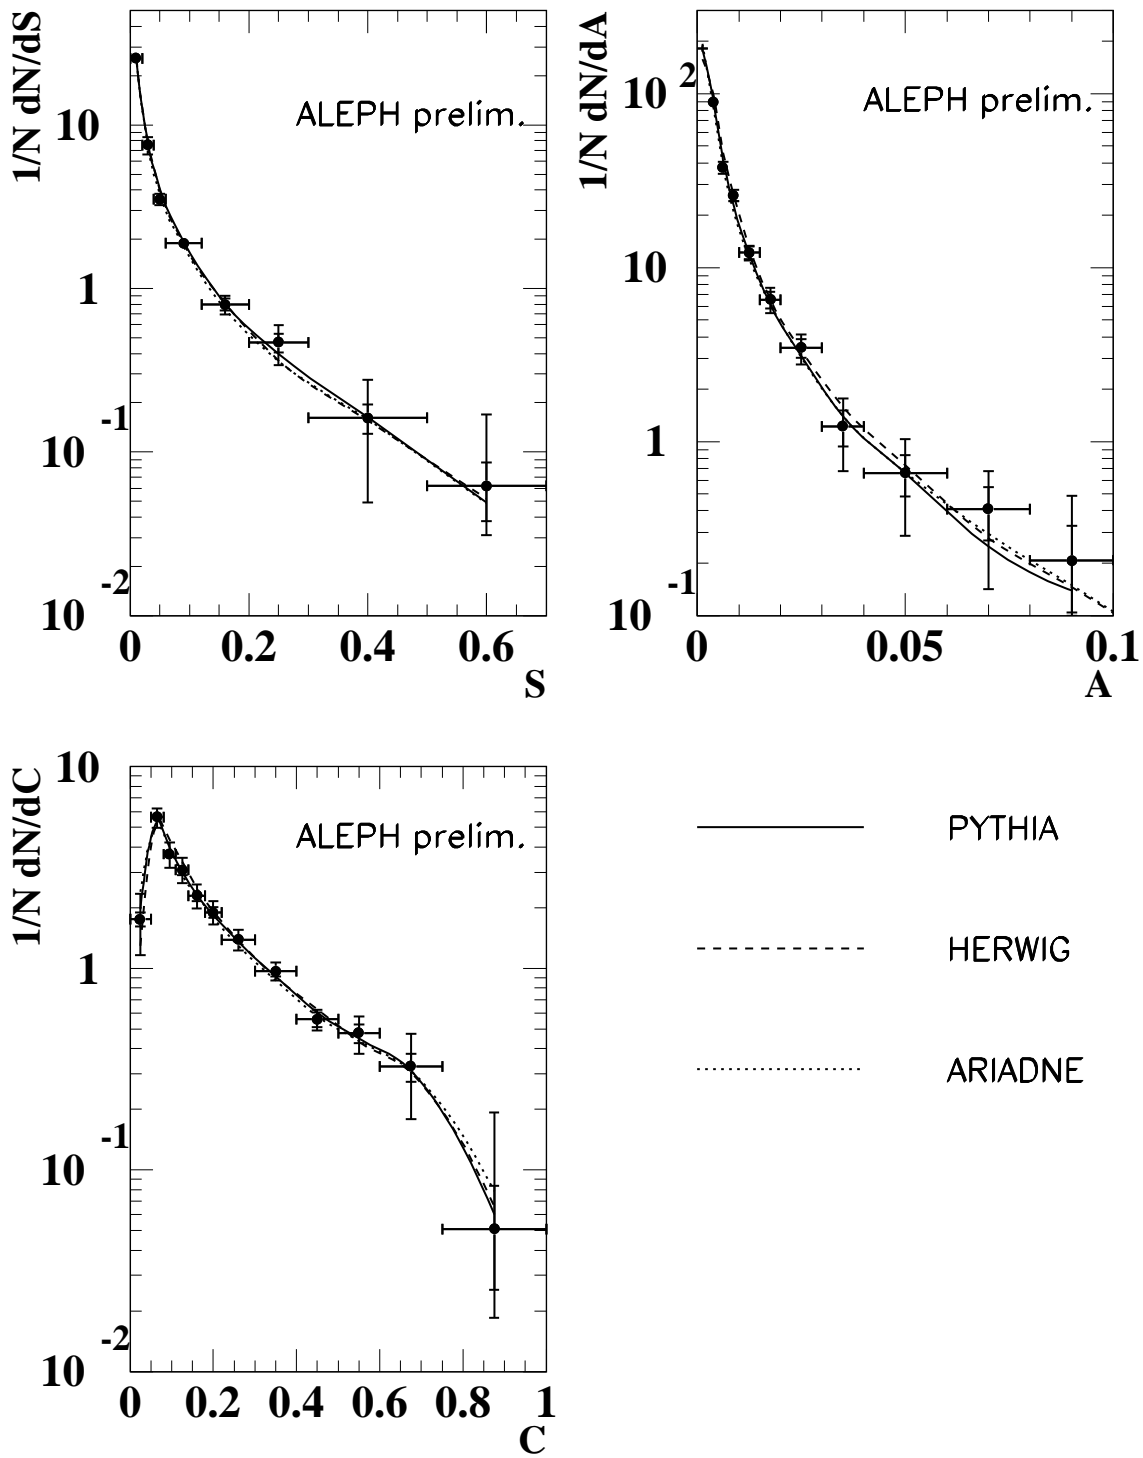 1/N dN/dS
ALEPH prelim.
10
1
10 -1
10 -2
0 0.2 0.4 0.6
S
1/N dN/dA
ALEPH prelim.
10 2
10
1
10 -1
0 0.05 0.1
A
1/N dN/dC
ALEPH prelim.
10
1
10 -1
10 -2
0 0.2 0.4 0.6 0.8 1
C
PYTHIA
HERWIG
ARIADNE